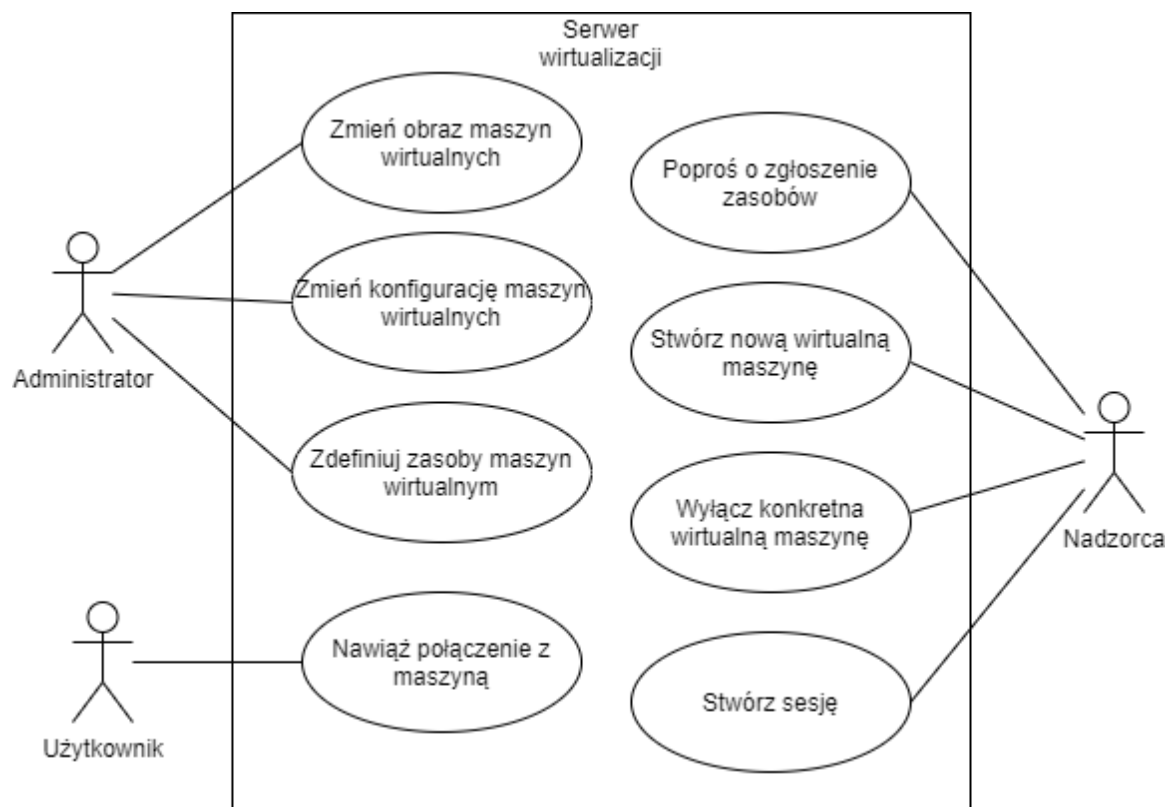 Serwer
wirtualizacji
Zmień obraz maszyn
wirtualnych
Poproś o zgłoszenie
zasobów
Zmień konfigurację maszyn
wirtualnych
Stwórz nową wirtualną
maszynę
Administrator
Zdefiniuj zasoby maszyn
wirtualnym
Wyłącz konkretna
wirtualną maszynę
Nadzorca
Nawiąż połączenie z
maszyną
Stwórz sesję
Użytkownik